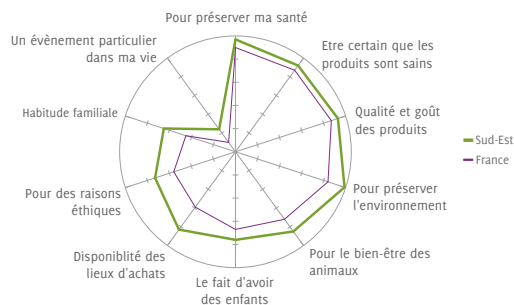 Pour préserver ma santé
Etre certain que les
produits sont sains
Qualité et goût
des produits
Pour préserver
l'environnement
Pour le bien-être des
animaux
Le fait d'avoir
des enfants
Disponiblité des
lieux d'achats
Pour des raisons
éthiques
Habitude familiale
Un évènement particulier
dans ma vie
Sud-Est
France